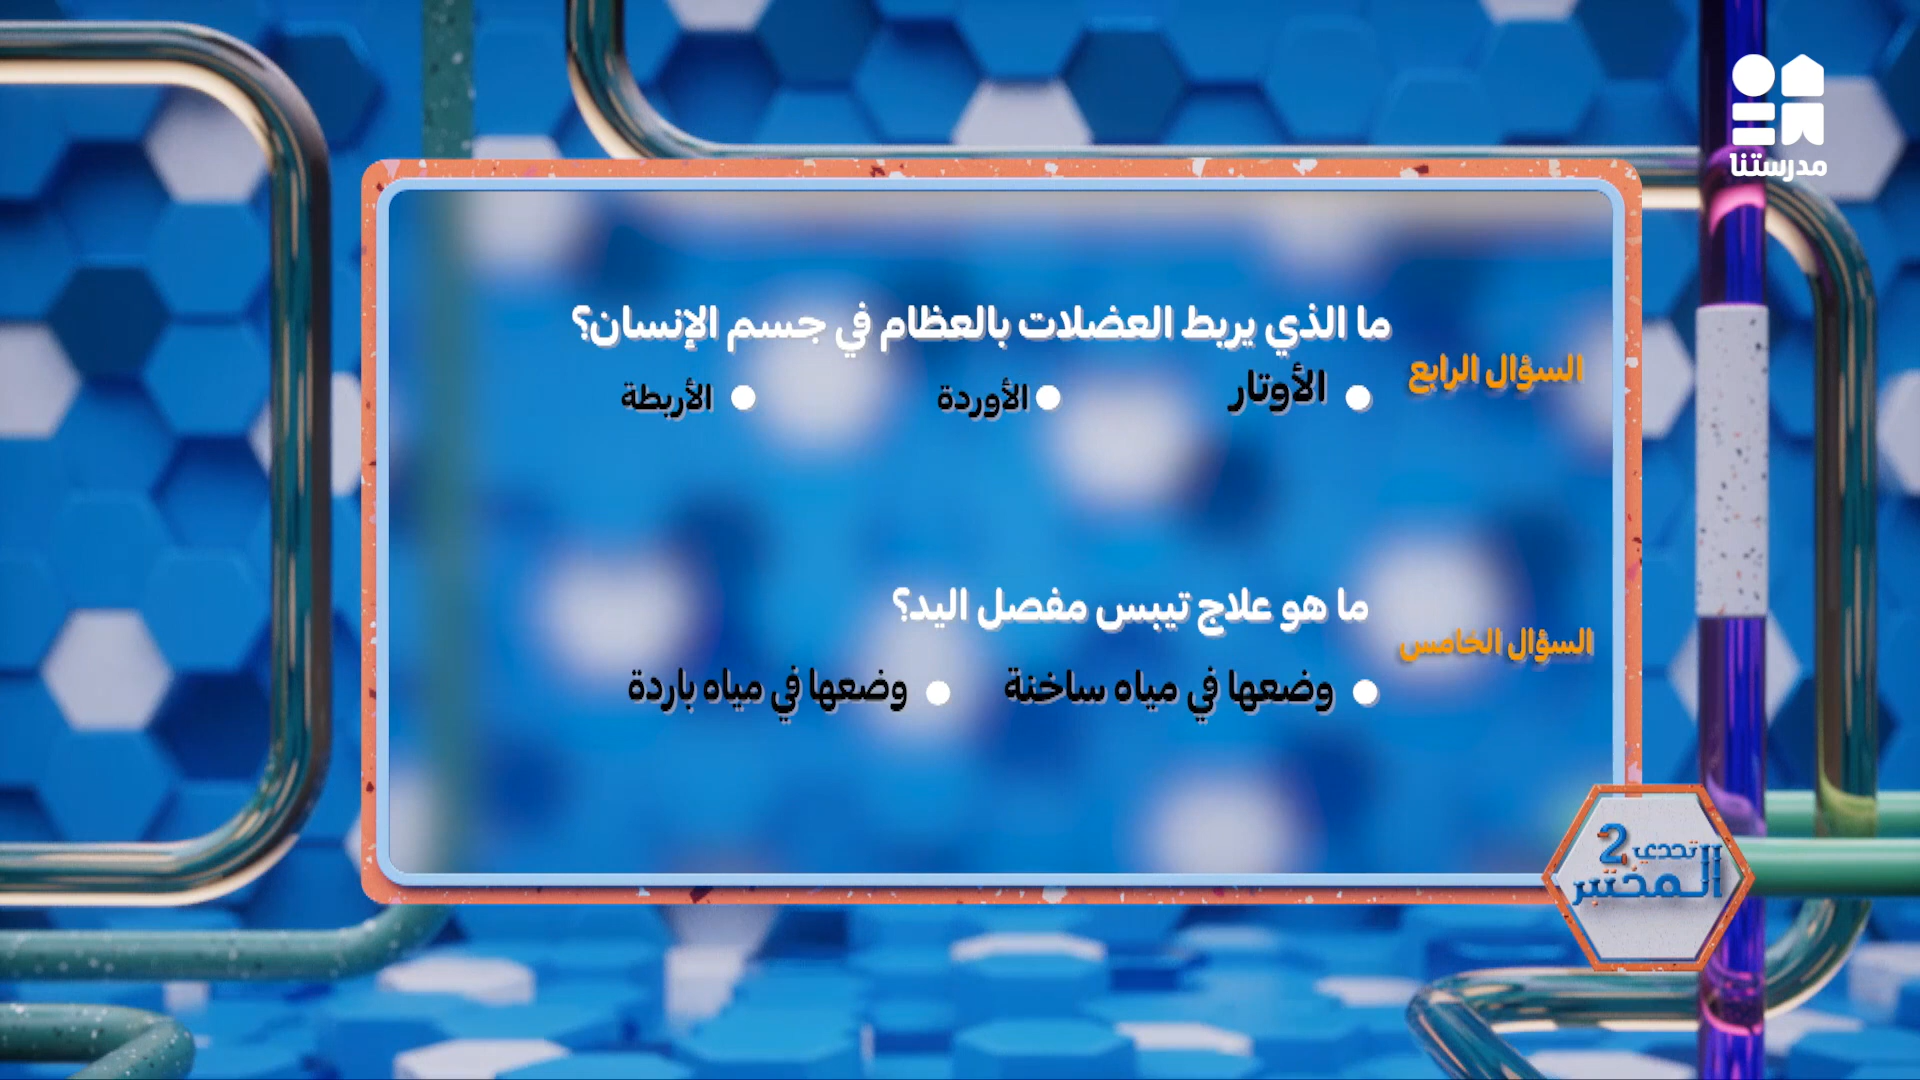 مدرستنا
ما الذي يربط العضلات بالعظام في جسم الإنسان؟
السؤال الرابع
الأوتار
الأوردة
الأربطة
ما هو علاج تيبس مفصل اليد؟
السؤال الخامس
وضعها في مياه ساخنة
وضعها في مياه باردة
تحدي 2
المختبر